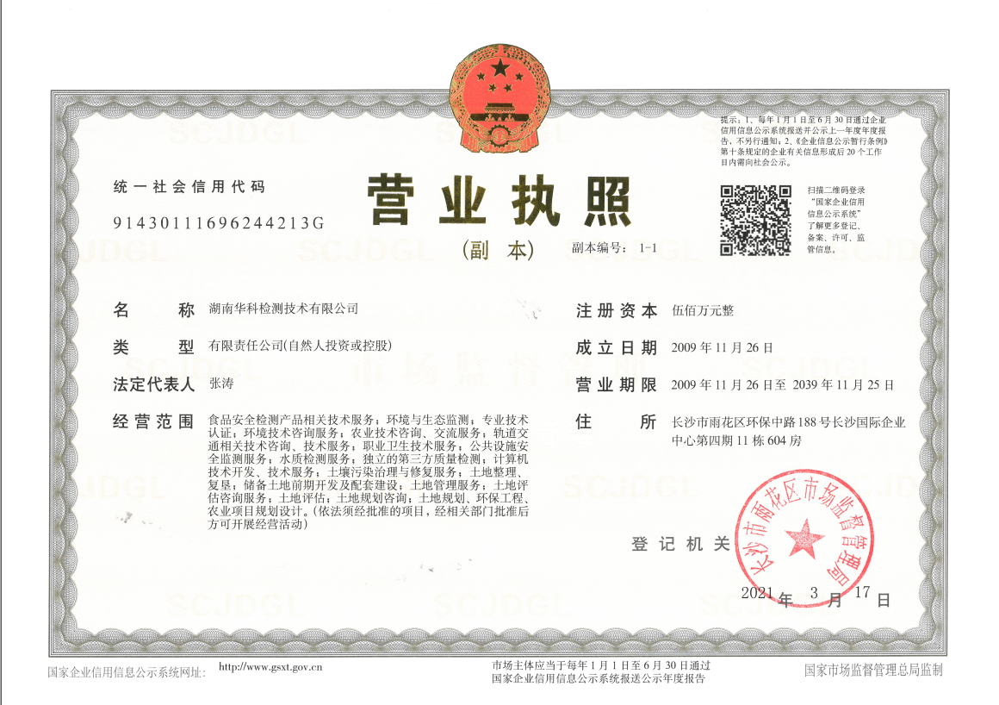 提示：1、每年1月1日至6月30日通过企业
信用信息公示系统报送并公示上一年度年度报
告，不另行通知；2、《企业信息公示暂行条例》
第十条规定的企业有关信息形成后20个工作
日内需向社会公示。
统一社会信用代码
91430111696244213G
营业执照
(副 本)
副本编号： 1-1
扫描二维码登录
“国家企业信用
信息公示系统”
了解更多登记、
备案、许可、监
管信息。
名 称 湖南华科检测技术有限公司
类 型 有限责任公司(自然人投资或控股)
法定代表人 张涛
经营范围 食品安全检测产品相关技术服务；环境与生态监测；专业技术
认证；环境技术咨询服务；农业技术咨询、交流服务；轨道交
通相关技术咨询、技术服务；职业卫生技术服务；公共设施安
全监测服务；水质检测服务；独立的第三方质量检测；计算机
技术开发、技术服务；土壤污染治理与修复服务；土地整理、
复垦；储备土地前期开发及配套建设；土地管理服务；土地评
估咨询服务；土地评估；土地规划咨询；土地规划、环保工程、
农业项目规划设计。(依法须经批准的项目，经相关部门批准后
方可开展经营活动)
注册资本 伍佰万元整
成立日期 2009年11月26日
营业期限 2009年11月26日至 2039年11月25日
住 所 长沙市雨花区环保中路188号长沙国际企业
中心第四期11栋604房
登记机关
长沙市雨花区市场监督管理局
2021年 3月 17日
国家企业信用信息公示系统网址： http://www.gsxt.gov.cn
市场主体应当于每年1月1日至6月30日通过
国家企业信用信息公示系统报送公示年度报告
国家市场监督管理总局监制
SCJDGL
市场监督管理